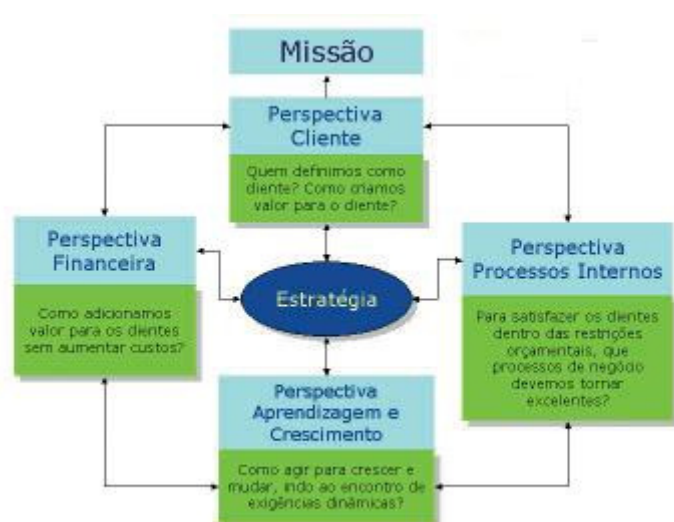 Missão
Perspectiva
Cliente
Quem definimos como
cliente? Como criamos
valor para o cliente?
Perspectiva
Financeira
Como adicionamos
valor para os clientes
sem aumentar custos?
Estratégia
Perspectiva
Processos Internos
Para satisfazer os clientes
dentro das restrições
orçamentais, que
processos de negócio
devemos tornar
excelentes?
Perspectiva
Aprendizagem e
Crescimento
Como agir para crescer e
mudar, indo ao encontro de
exigências dinâmicas?